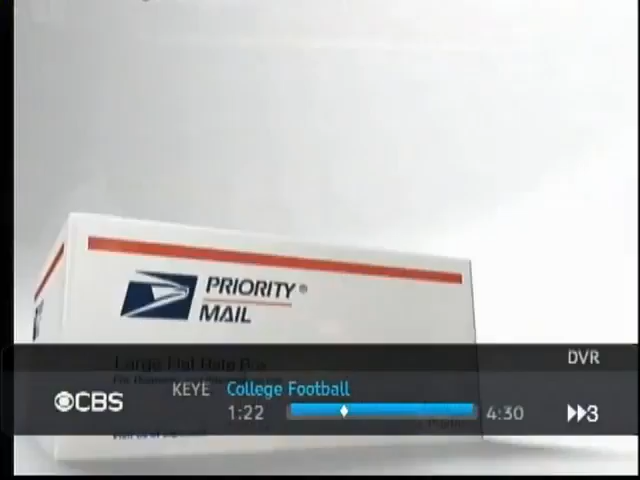 PRIORITY®
MAIL
Large Flat Rate Box
DVR
KEYE College Football
CBS
1:22
4:30
3